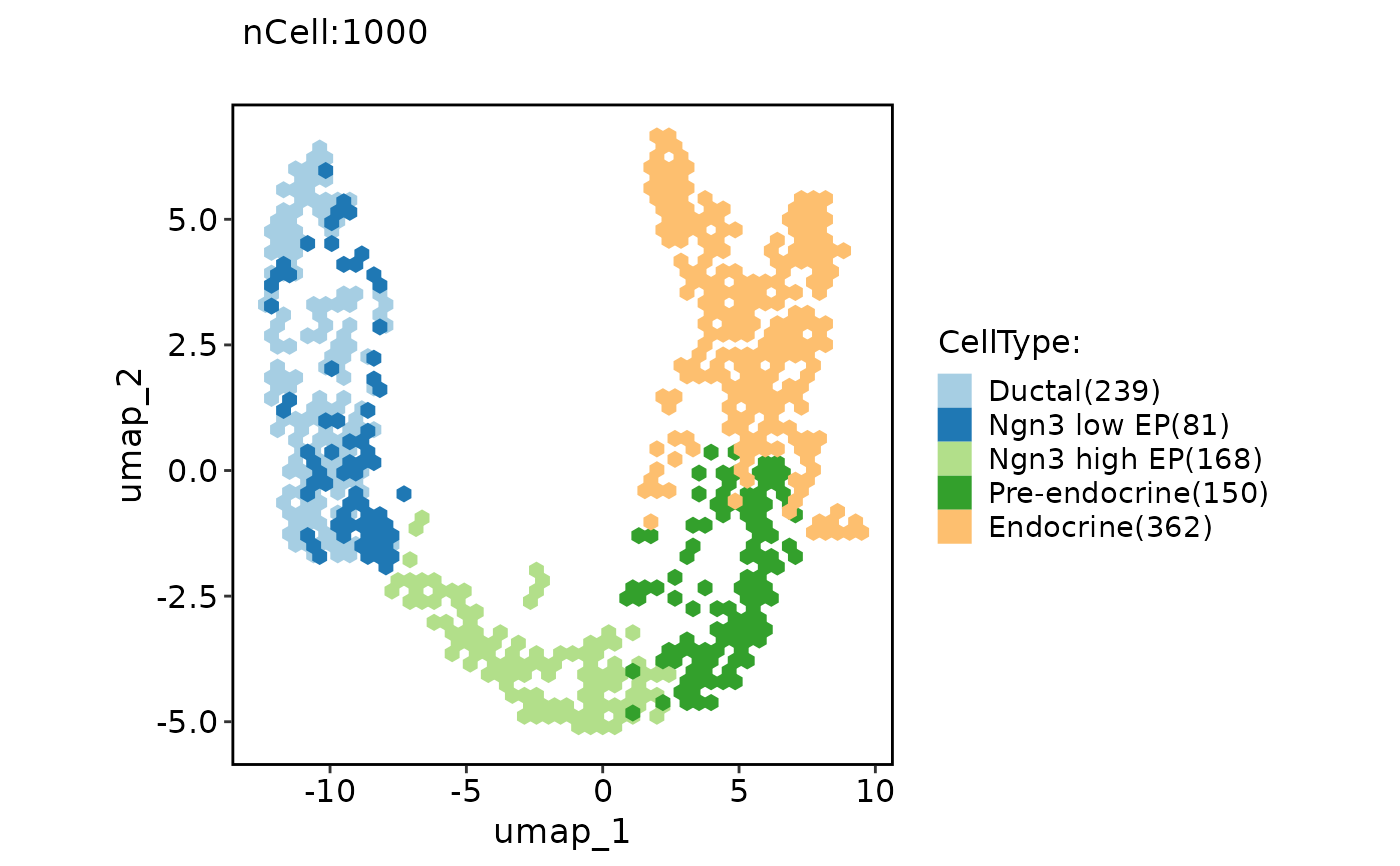 nCell:1000
5.0
2.5
0.0
-2.5
-5.0
umap_2
-10
-5
0
5
10
umap_1
CellType:
Ductal(239)
Ngn3 low EP(81)
Ngn3 high EP(168)
Pre-endocrine(150)
Endocrine(362)